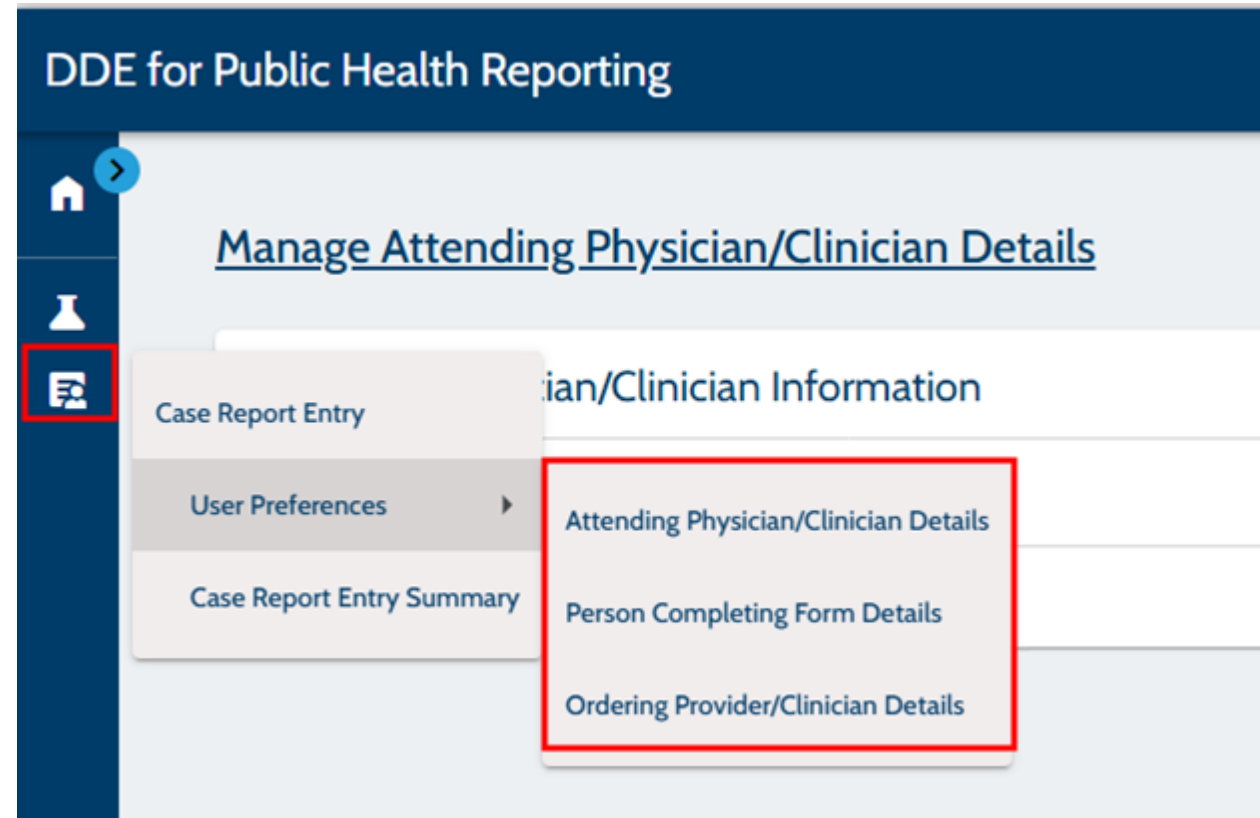 DDE for Public Health Reporting
Manage Attending Physician/Clinician Details
Case Report Entry
User Preferences
Case Report Entry Summary
ian/Clinician Information
Attending Physician/Clinician Details
Person Completing Form Details
Ordering Provider/Clinician Details